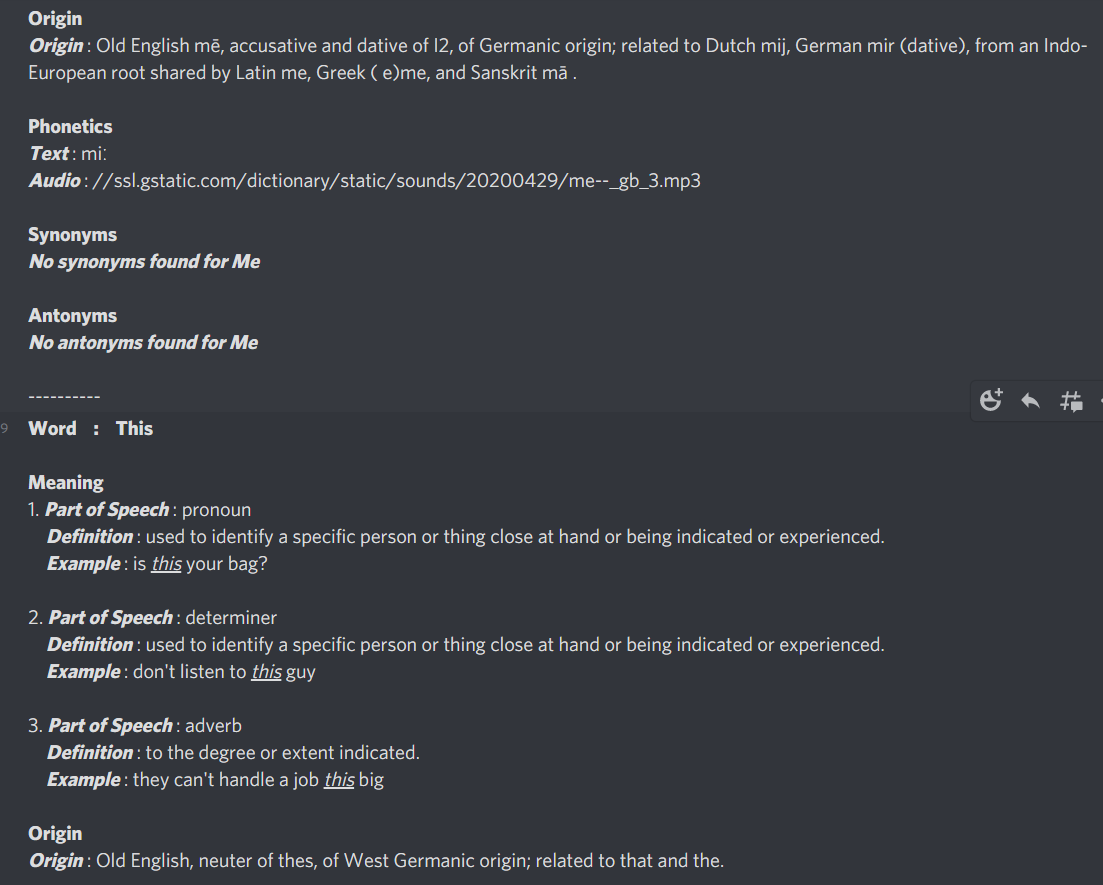 Origin
Origin : Old English mē, accusative and dative of I2, of Germanic origin; related to Dutch mij, German mir (dative), from an Indo-
European root shared by Latin me, Greek ( e)me, and Sanskrit mā .
Phonetics
Text : miː
Audio : //ssl.gstatic.com/dictionary/static/sounds/20200429/me--_gb_3.mp3
Synonyms
No synonyms found for Me
Antonyms
No antonyms found for Me
----------
9 Word : This
Meaning
1. Part of Speech : pronoun
Definition : used to identify a specific person or thing close at hand or being indicated or experienced.
Example : is this your bag?
2. Part of Speech : determiner
Definition : used to identify a specific person or thing close at hand or being indicated or experienced.
Example : don't listen to this guy
3. Part of Speech : adverb
Definition : to the degree or extent indicated.
Example : they can't handle a job this big
Origin
Origin : Old English, neuter of thes, of West Germanic origin; related to that and the.